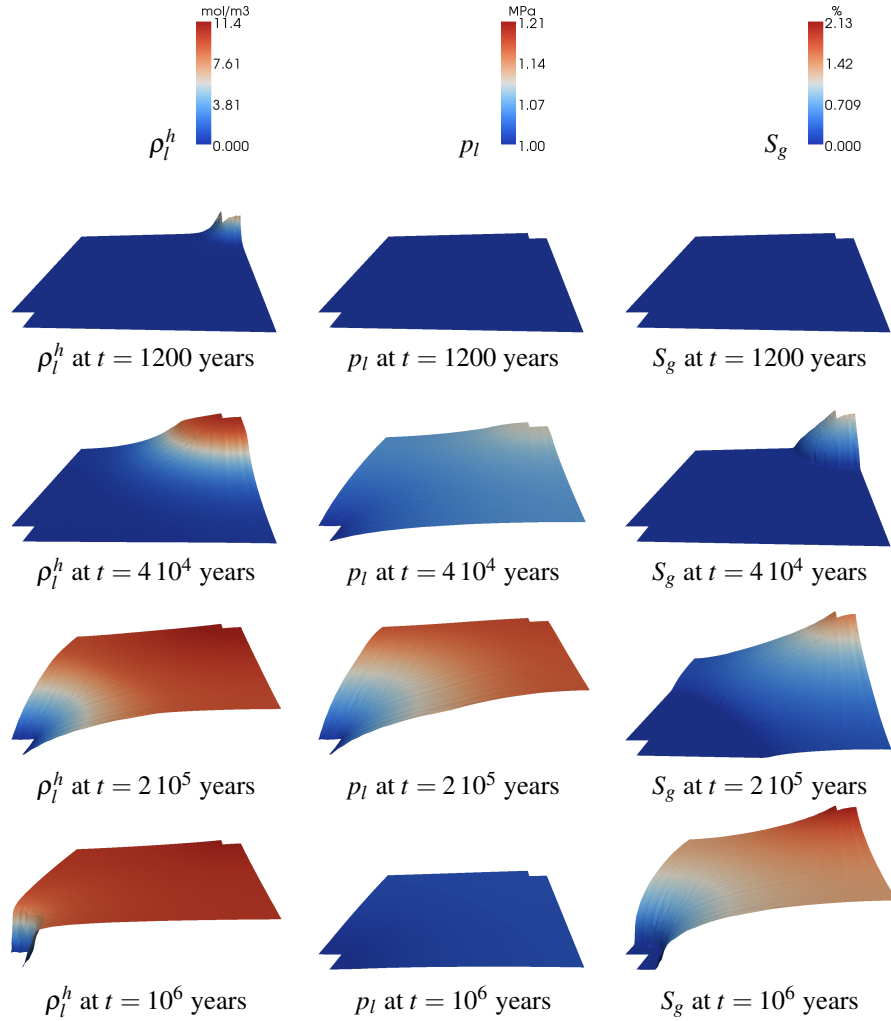 mol/m3 MPa %
11.4 1.21 2.13
7.61 1.14 1.42
3.81 1.07 0.709
0.000 1.00 0.000
ρ_l^h p_l S_g
ρ_l^h at t = 1200 years p_l at t = 1200 years S_g at t = 1200 years
ρ_l^h at t = 4 10^4 years p_l at t = 4 10^4 years S_g at t = 4 10^4 years
ρ_l^h at t = 2 10^5 years p_l at t = 2 10^5 years S_g at t = 2 10^5 years
ρ_l^h at t = 10^6 years p_l at t = 10^6 years S_g at t = 10^6 years